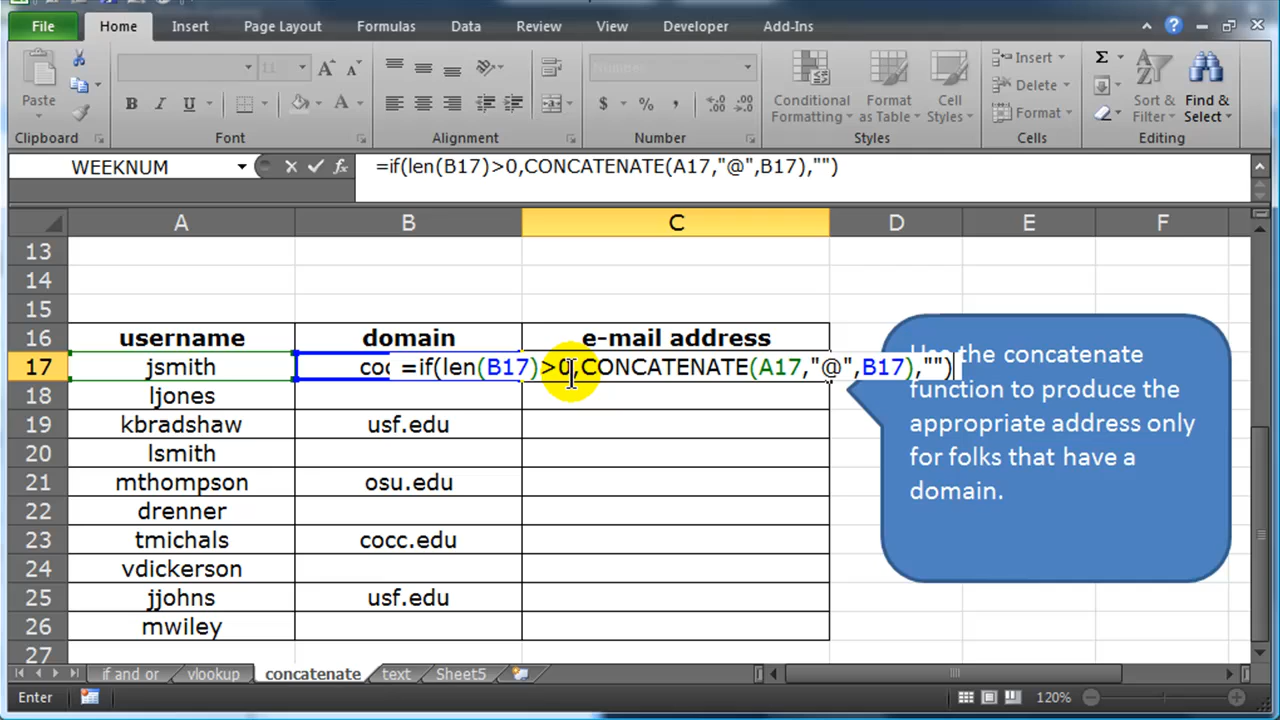 File Home Insert Page Layout Formulas Data Review View Developer Add-Ins
Paste
11
Number
Conditional Formatting
Format as Table
Cell Styles
Insert
Delete
Format
Sort & Filter
Find & Select
Clipboard Font Alignment Number Styles Cells Editing
WEEKNUM =if(len(B17)>0,CONCATENATE(A17,"@",B17),"")
A B C D E F
13
14
15
16 username domain e-mail address
17 jsmith coc =if(len(B17)>0,CONCATENATE(A17,"@",B17),"")
18 ljones
19 kbradshaw usf.edu
20 lsmith
21 mthompson osu.edu
22 drenner
23 tmichals cocc.edu
24 vdickerson
25 jjohns usf.edu
26 mwiley
27
the concatenate
function to produce the
appropriate address only
for folks that have a
domain.
if and or vlookup concatenate text Sheet5
Enter 120%